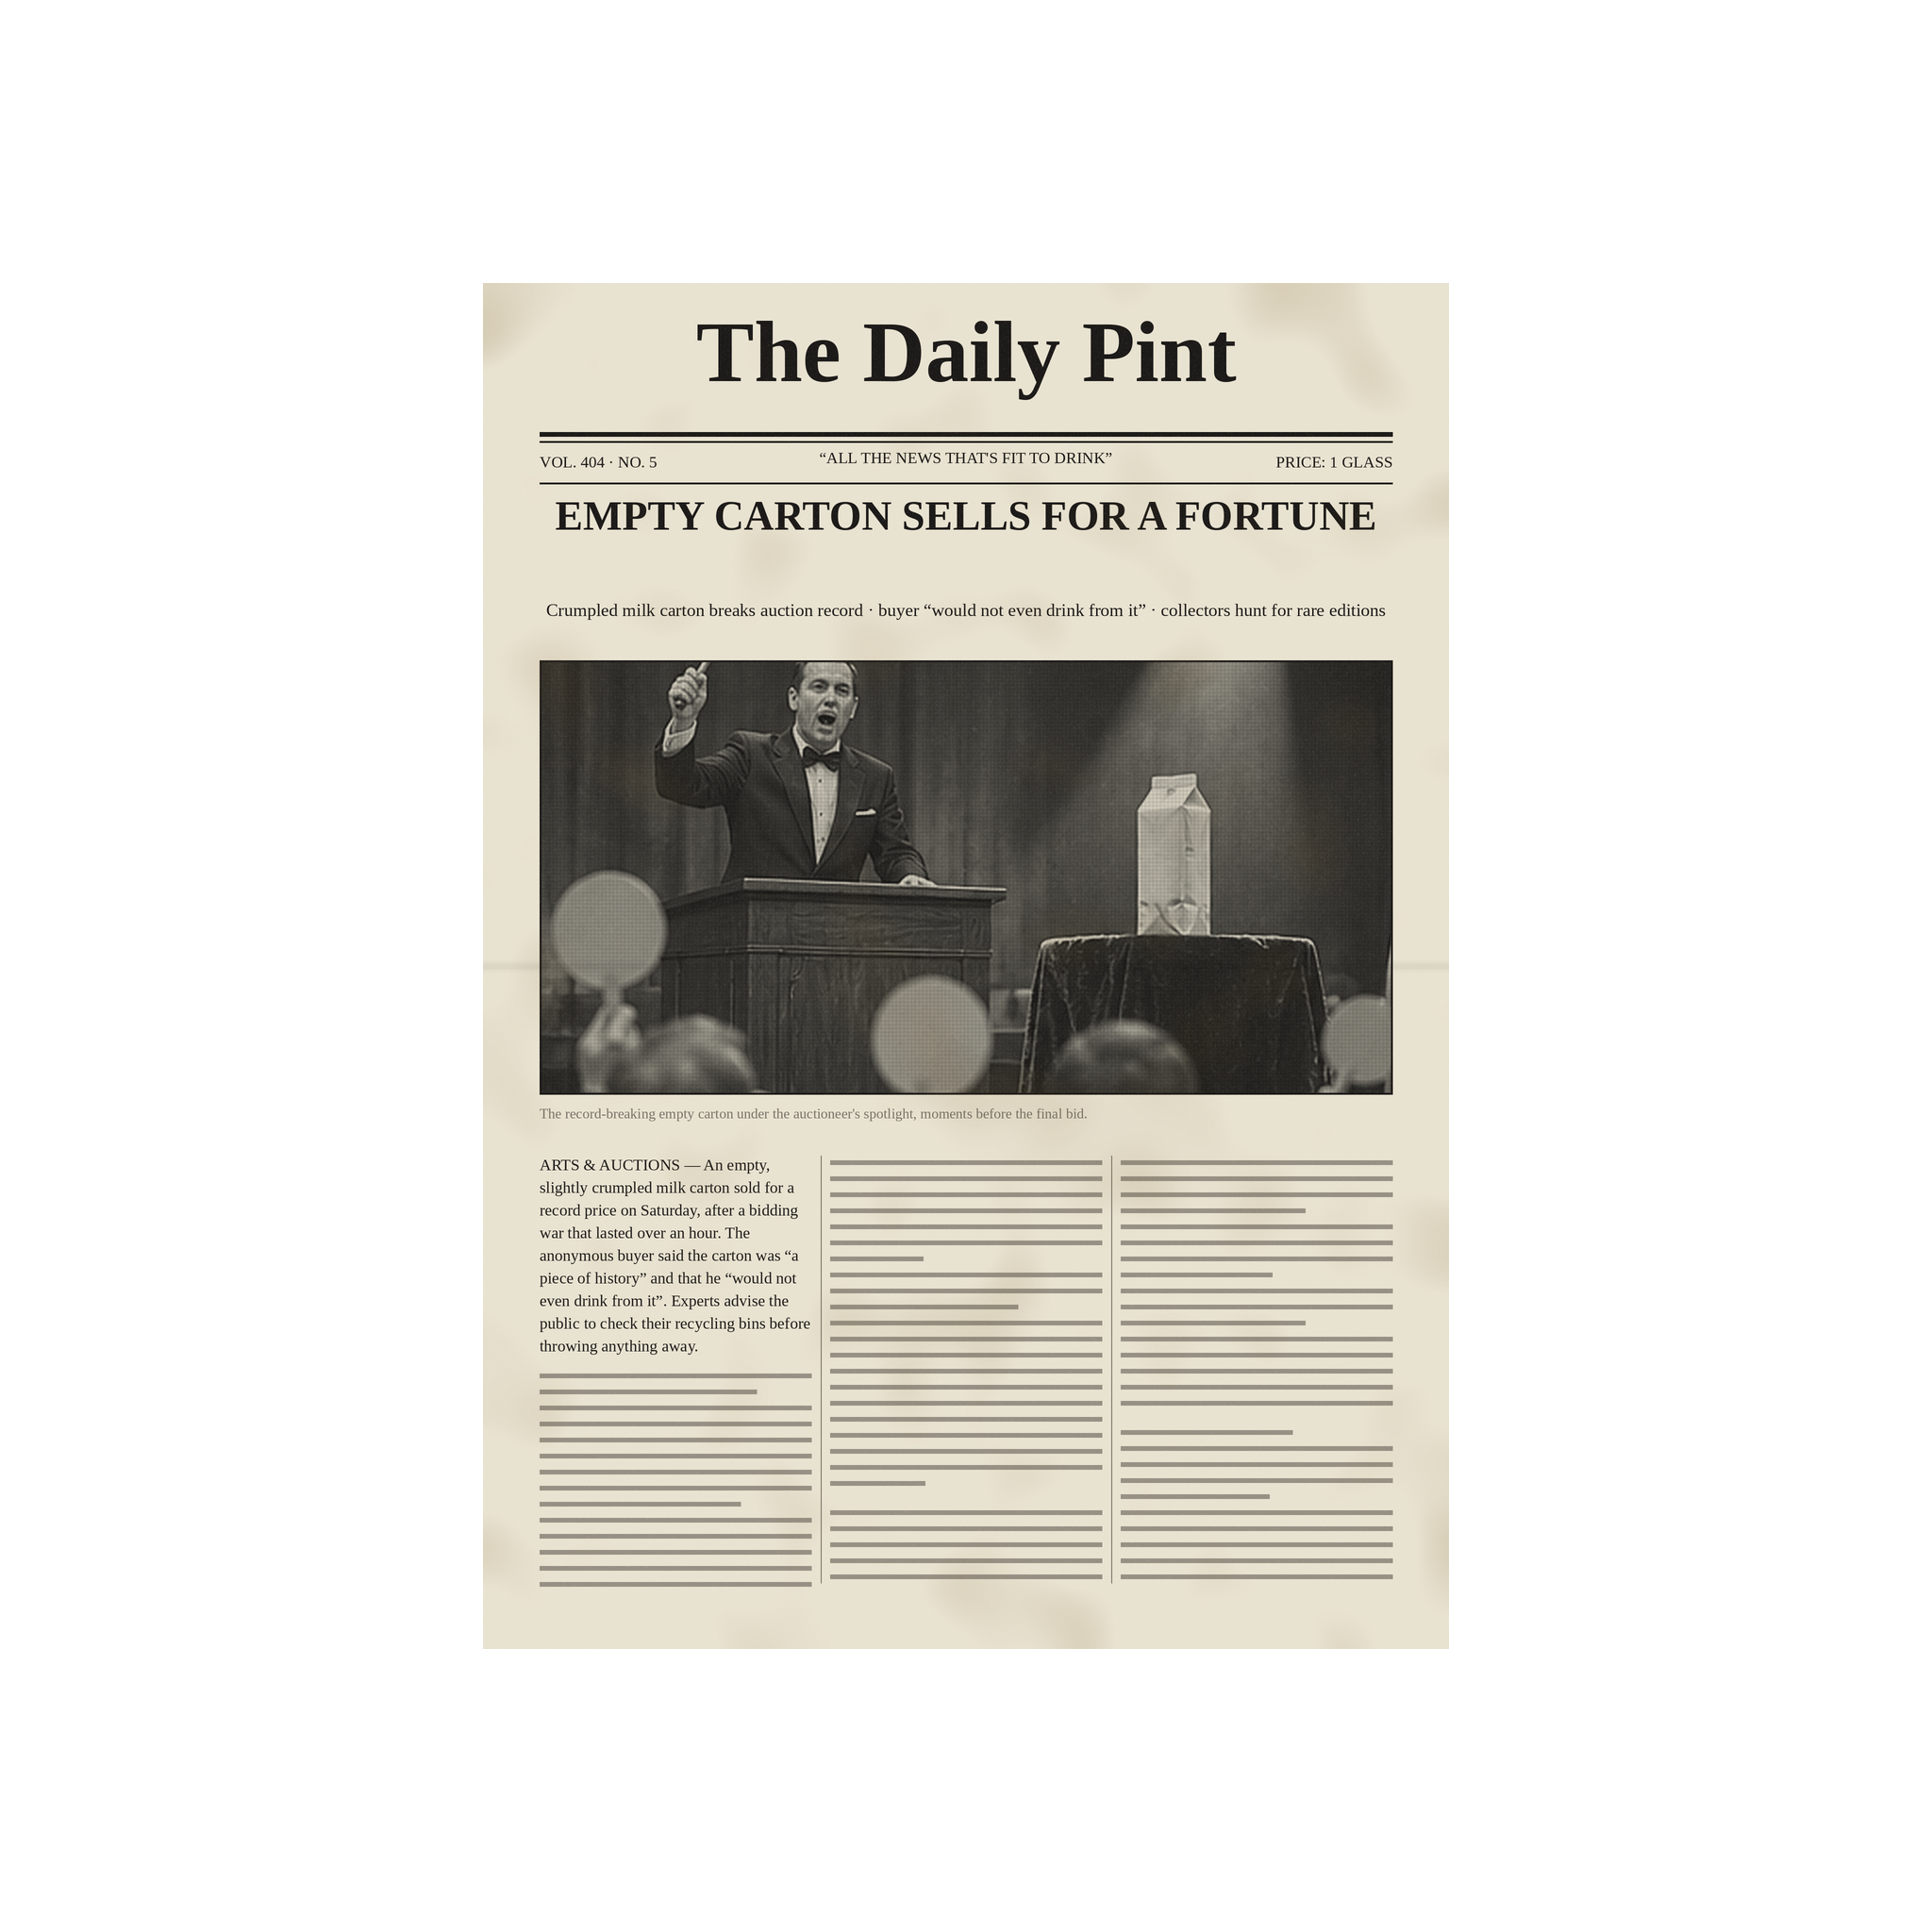 The Daily Pint
VOL. 404 · NO. 5
“ALL THE NEWS THAT'S FIT TO DRINK”
PRICE: 1 GLASS
EMPTY CARTON SELLS FOR A FORTUNE
Crumpled milk carton breaks auction record · buyer “would not even drink from it” · collectors hunt for rare editions
The record-breaking empty carton under the auctioneer's spotlight, moments before the final bid.
ARTS & AUCTIONS — An empty,
slightly crumpled milk carton sold for a
record price on Saturday, after a bidding
war that lasted over an hour. The
anonymous buyer said the carton was “a
piece of history” and that he “would not
even drink from it”. Experts advise the
public to check their recycling bins before
throwing anything away.